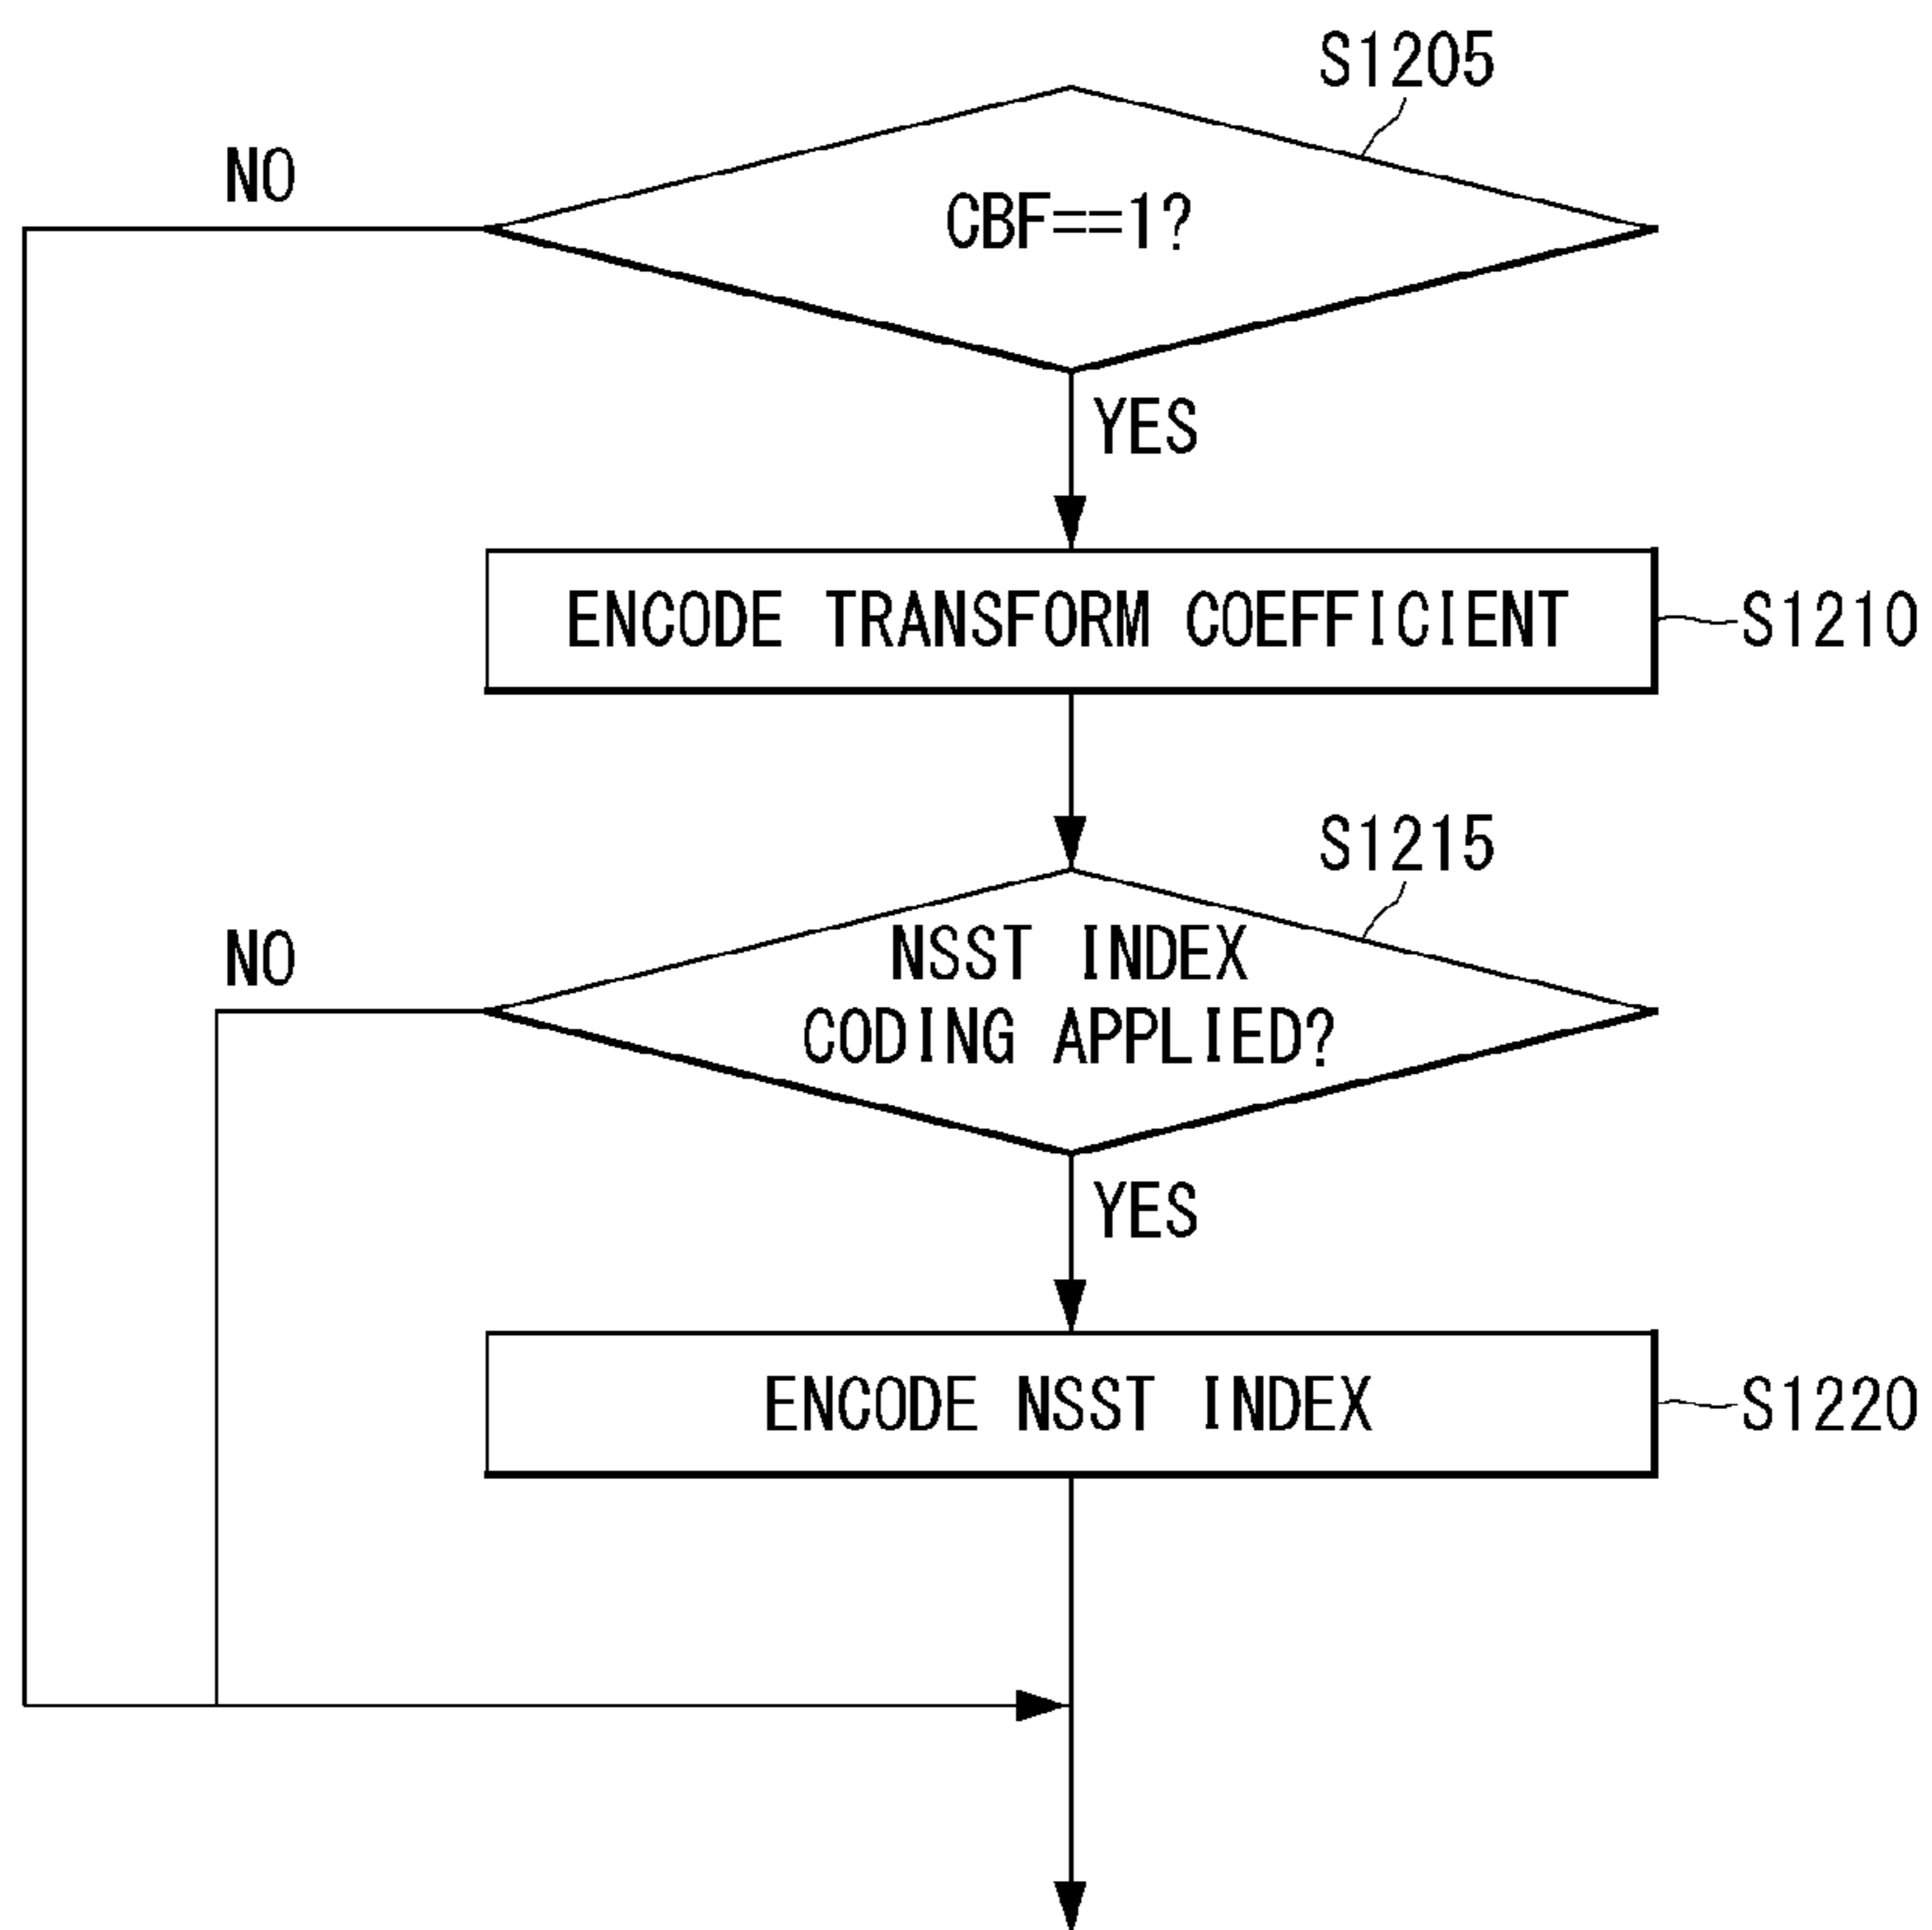 S1205
NO
CBF==1?
YES
ENCODE TRANSFORM COEFFICIENT
S1210
S1215
NO
NSST INDEX
CODING APPLIED?
YES
ENCODE NSST INDEX
S1220